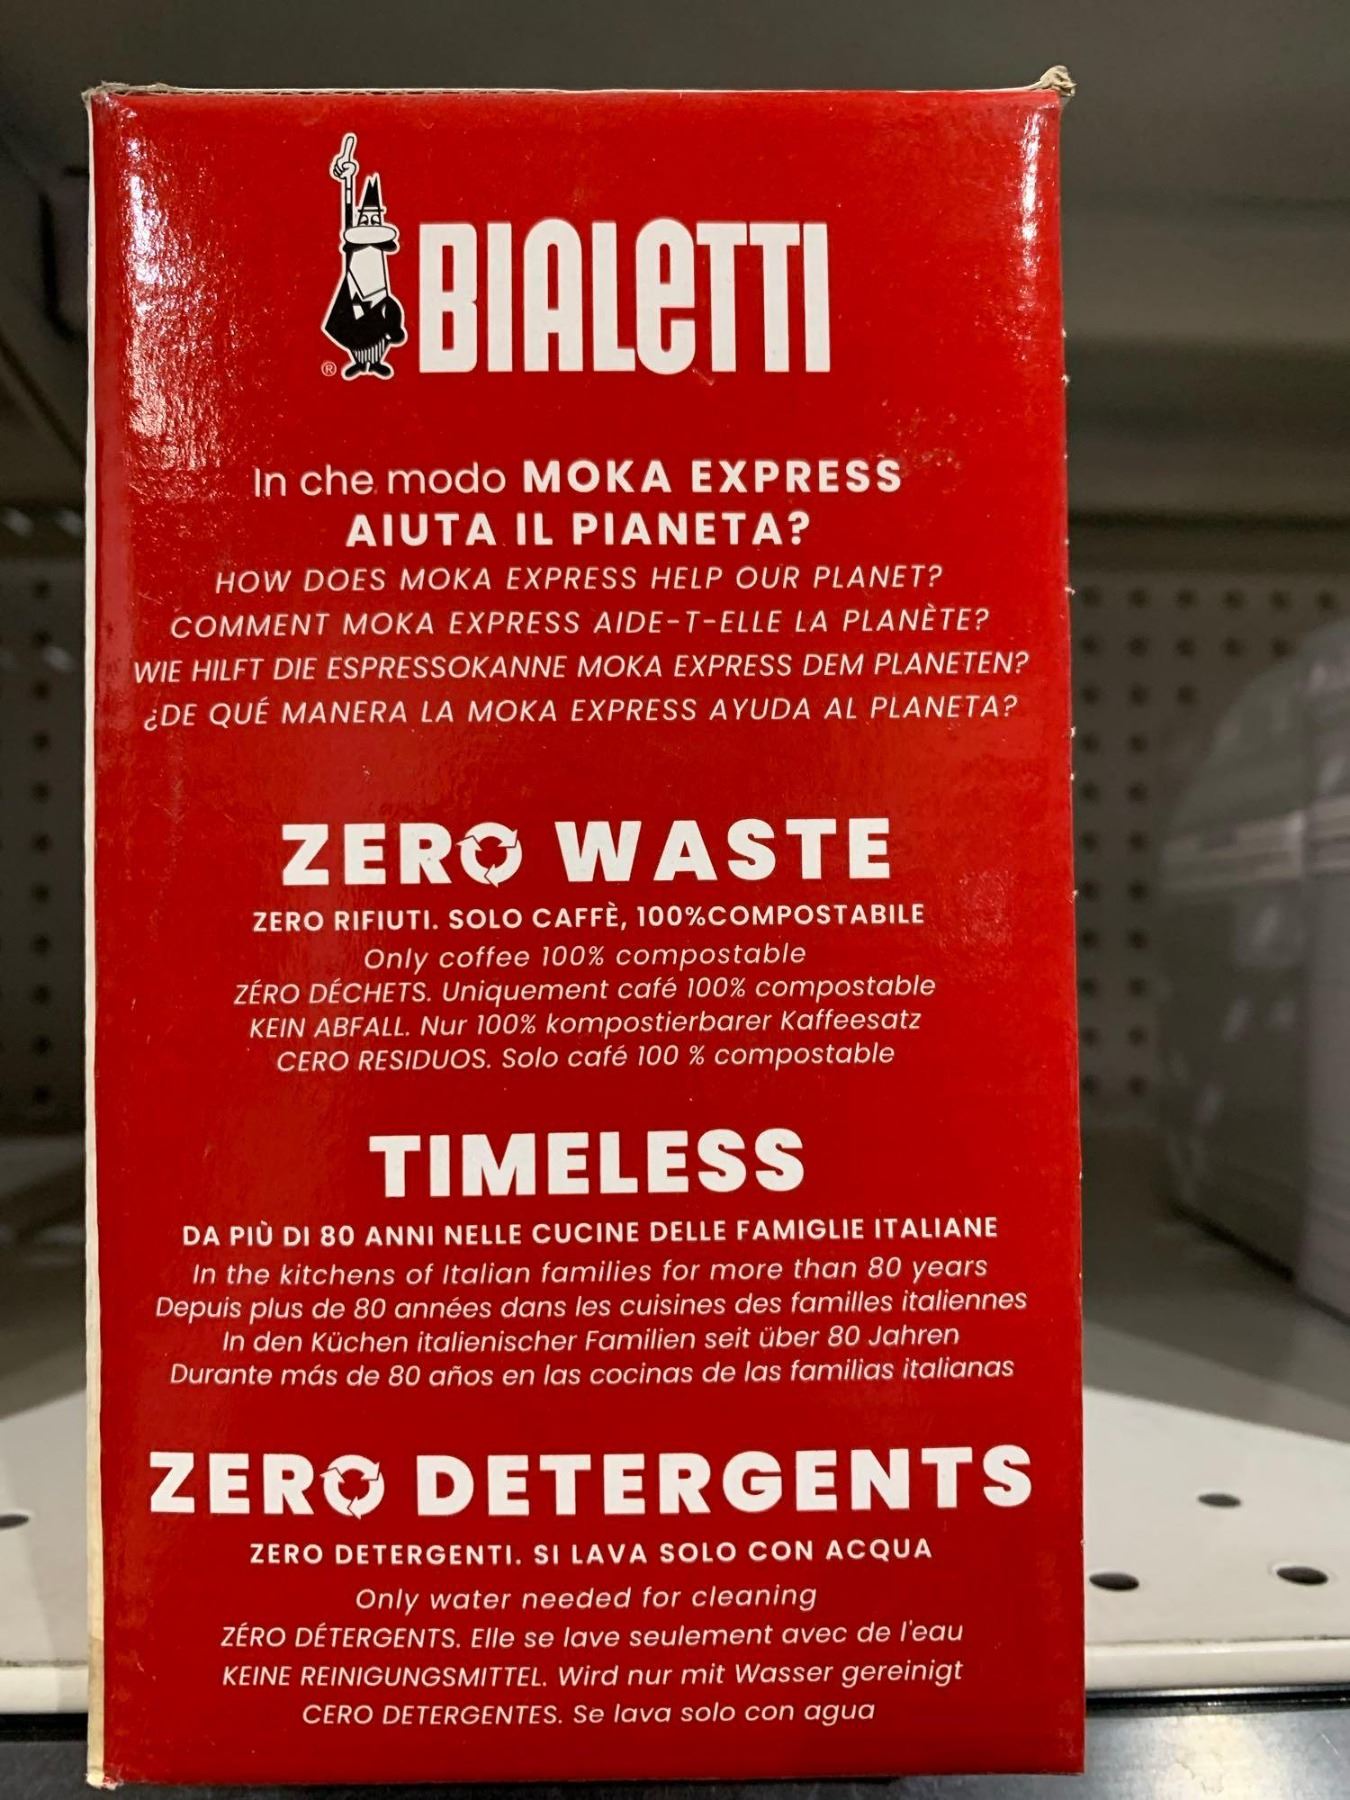 BIALETTI
®
In che modo MOKA EXPRESS
AIUTA IL PIANETA?
HOW DOES MOKA EXPRESS HELP OUR PLANET?
COMMENT MOKA EXPRESS AIDE-T-ELLE LA PLANÈTE?
WIE HILFT DIE ESPRESSOKANNE MOKA EXPRESS DEM PLANETEN?
¿DE QUÉ MANERA LA MOKA EXPRESS AYUDA AL PLANETA?
ZERO WASTE
ZERO RIFIUTI. SOLO CAFFÈ, 100%COMPOSTABILE
Only coffee 100% compostable
ZÉRO DÉCHETS. Uniquement café 100% compostable
KEIN ABFALL. Nur 100% kompostierbarer Kaffeesatz
CERO RESIDUOS. Solo café 100 % compostable
TIMELESS
DA PIÙ DI 80 ANNI NELLE CUCINE DELLE FAMIGLIE ITALIANE
In the kitchens of Italian families for more than 80 years
Depuis plus de 80 années dans les cuisines des familles italiennes
In den Küchen italienischer Familien seit über 80 Jahren
Durante más de 80 años en las cocinas de las familias italianas
ZERO DETERGENTS
ZERO DETERGENTI. SI LAVA SOLO CON ACQUA
Only water needed for cleaning
ZÉRO DÉTERGENTS. Elle se lave seulement avec de l'eau
KEINE REINIGUNGSMITTEL. Wird nur mit Wasser gereinigt
CERO DETERGENTES. Se lava solo con agua